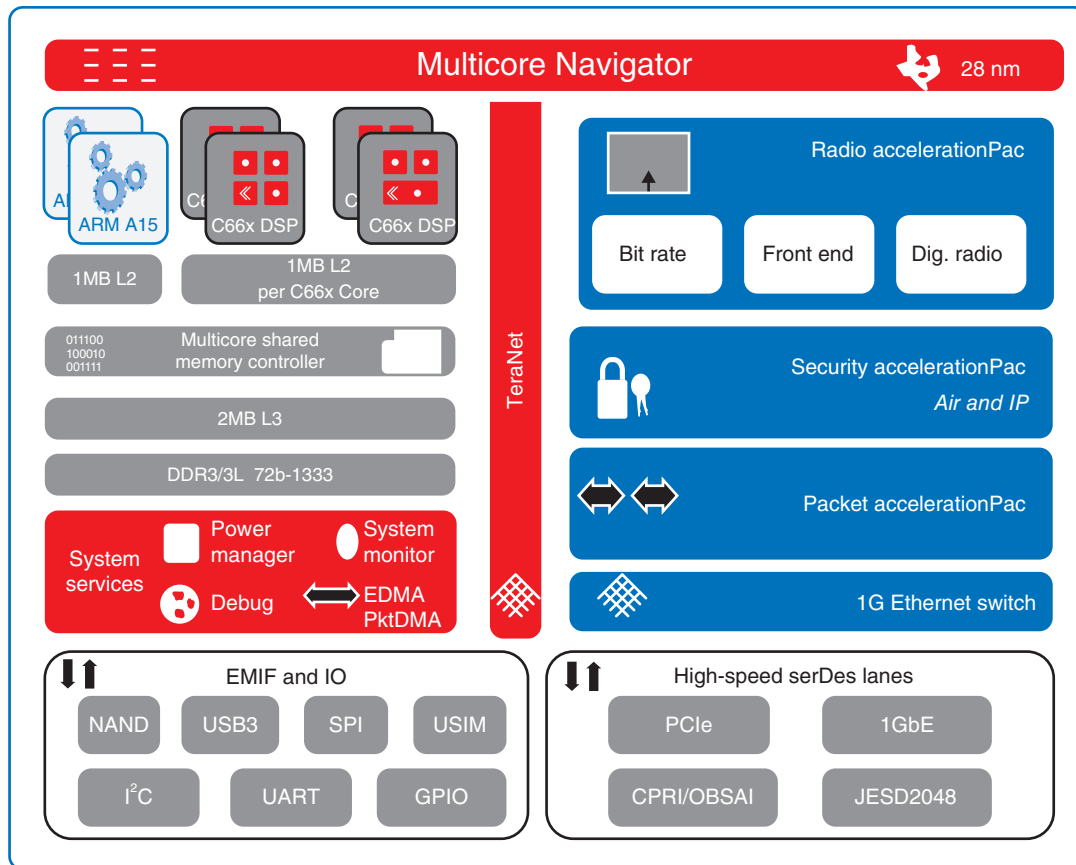 Multicore Navigator
28 nm
ARM A15
C66x DSP
C66x DSP
1MB L2
1MB L2
per C66x Core
011100
100010
001111
Multicore shared
memory controller
2MB L3
DDR3/3L 72b-1333
System
services
Power
manager
System
monitor
Debug
EDMA
PktDMA
TeraNet
Radio accelerationPac
Bit rate
Front end
Dig. radio
Security accelerationPac
Air and IP
Packet accelerationPac
1G Ethernet switch
EMIF and IO
NAND
USB3
SPI
USIM
I²C
UART
GPIO
High-speed serDes lanes
PCIe
1GbE
CPRI/OBSAI
JESD2048